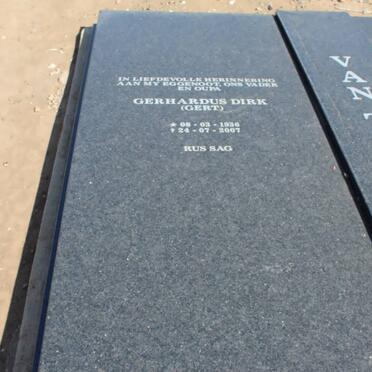 IN LIEFDEVOLLE HERINNERING
AAN MY EGGENOOT, ONS VADER
EN OUPA
GERHARDUS DIRK
(GERT)
★ 08 - 03 - 1936
† 24 - 07 - 2007
RUS SAG
VAN